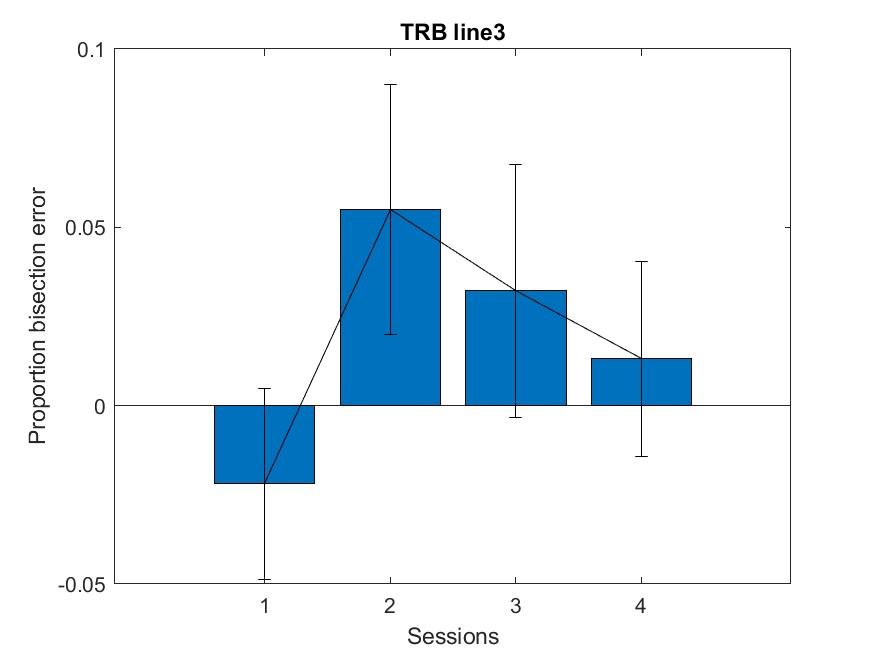 TRB line3
0.1
0.05
0
-0.05
Proportion bisection error
1 2 3 4
Sessions